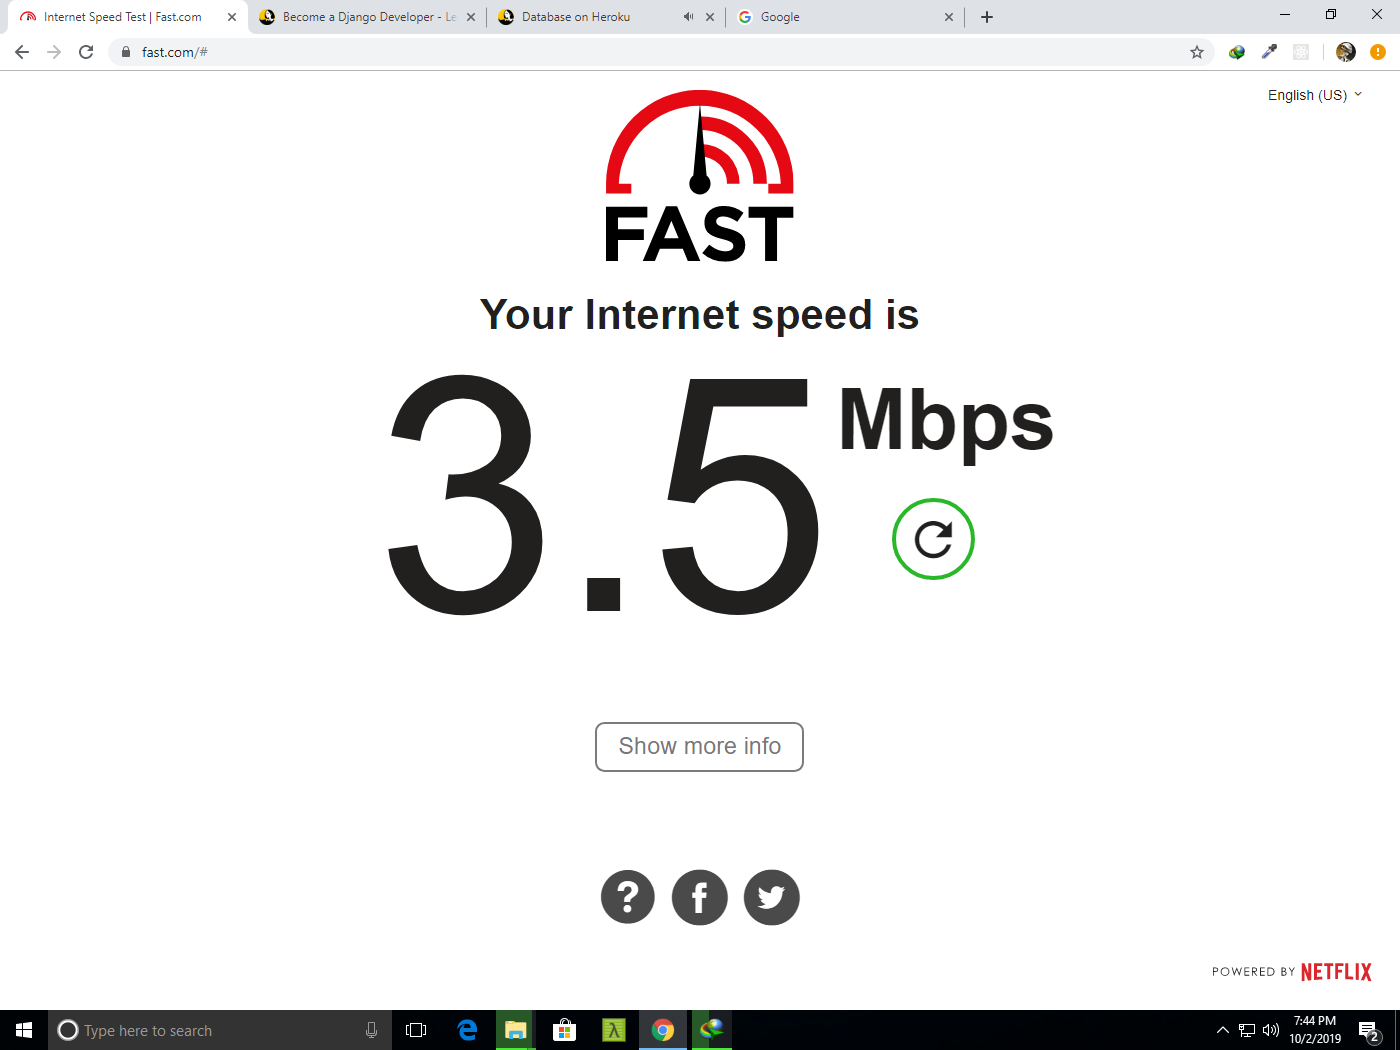 Internet Speed Test | Fast.com
Become a Django Developer - Le
Database on Heroku
Google
fast.com/#
English (US)
FAST
Your Internet speed is
3.5 Mbps
Show more info
POWERED BY NETFLIX
Type here to search
7:44 PM
10/2/2019
2